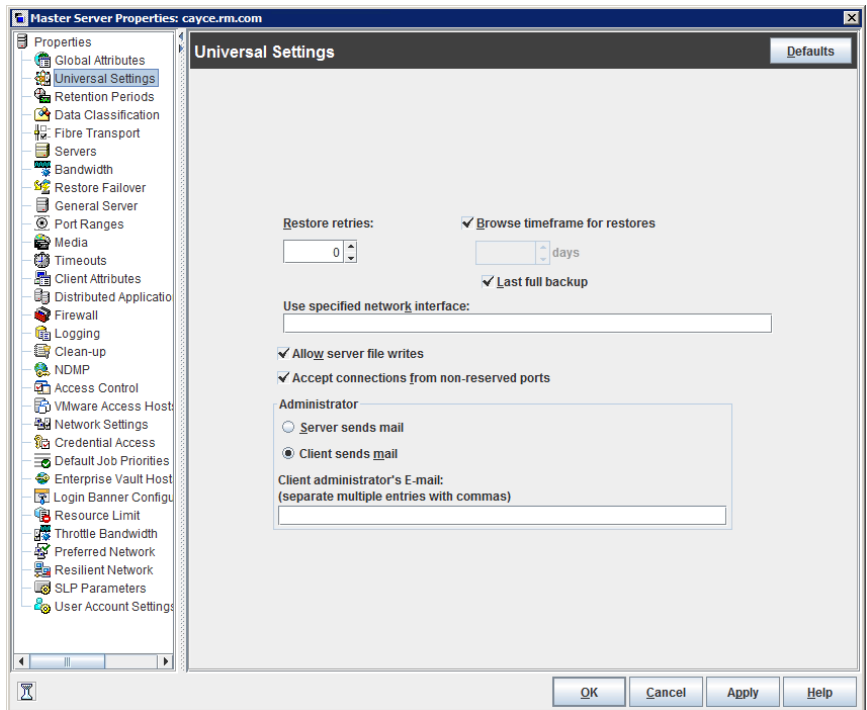 Master Server Properties: cayce.rm.com
Properties
Global Attributes
Universal Settings
Retention Periods
Data Classification
Fibre Transport
Servers
Bandwidth
Restore Failover
General Server
Port Ranges
Media
Timeouts
Client Attributes
Distributed Applicatio
Firewall
Logging
Clean-up
NDMP
Access Control
VMware Access Hosts
Network Settings
Credential Access
Default Job Priorities
Enterprise Vault Host
Login Banner Configu
Resource Limit
Throttle Bandwidth
Preferred Network
Resilient Network
SLP Parameters
User Account Settings
Universal Settings
Defaults
Restore retries:
Browse timeframe for restores
0
days
Last full backup
Use specified network interface:
Allow server file writes
Accept connections from non-reserved ports
Administrator
Server sends mail
Client sends mail
Client administrator's E-mail:
(separate multiple entries with commas)
OK Cancel Apply Help